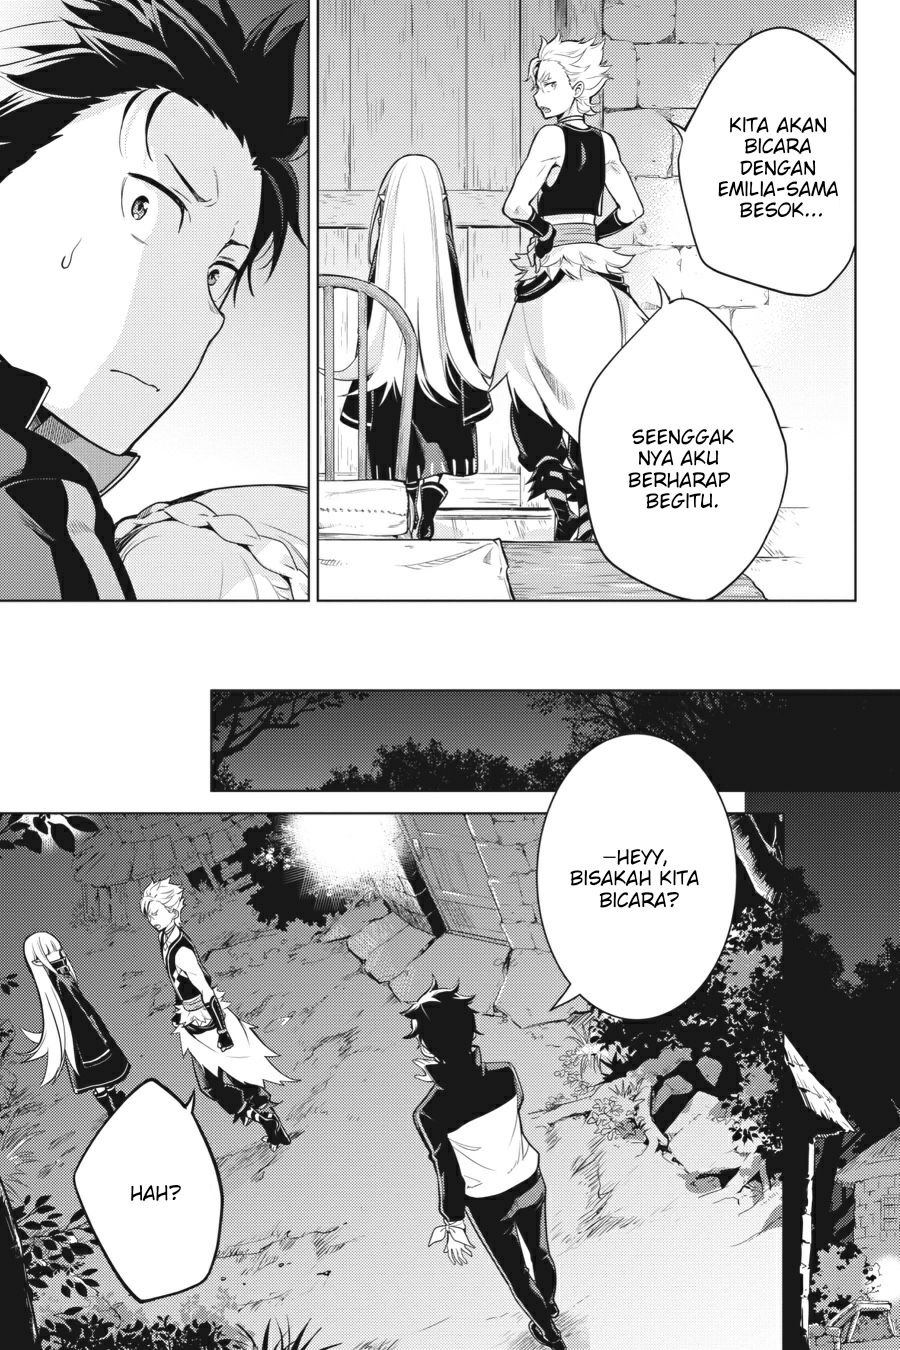 KITA AKAN
BICARA
DENGAN
EMILIA-SAMA
BESOK...
SEENGGAK
NYA AKU
BERHARAP
BEGITU.
–HEYY,
BISAKAH KITA
BICARA?
HAH?